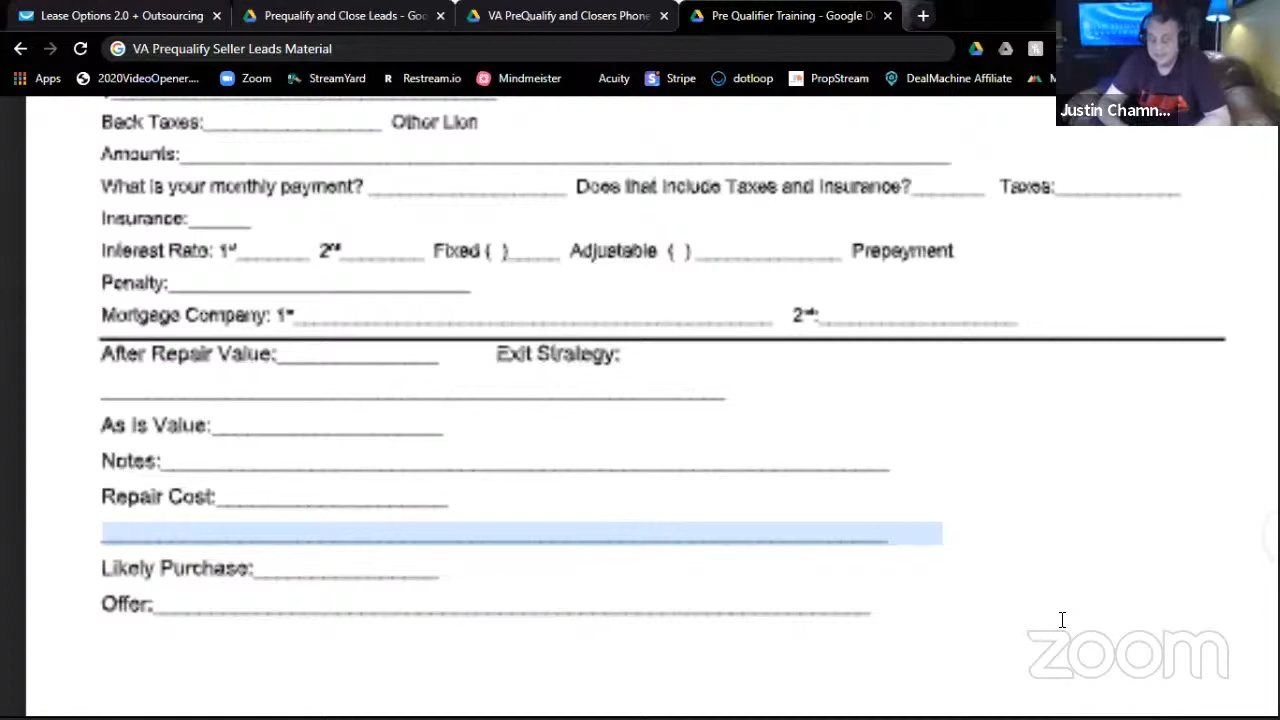 Lease Options 2.0 + Outsourcing
Prequalify and Close Leads - Goo
VA PreQualify and Closers Phone
Pre Qualifier Training - Google D
VA Prequalify Seller Leads Material
Apps 2020VideoOpener.... Zoom StreamYard Restream.io Mindmeister Acuity Stripe dotloop PropStream DealMachine Affiliate M
Justin Chamn...
Back Taxes: Other Lien
Amounts:
What is your monthly payment? Does that include Taxes and Insurance? Taxes:
Insurance:
Interest Rate: 1st 2nd Fixed ( ) Adjustable ( ) Prepayment
Penalty:
Mortgage Company: 1st 2nd:
After Repair Value: Exit Strategy:
As Is Value:
Notes:
Repair Cost:
Likely Purchase:
Offer:
zoom